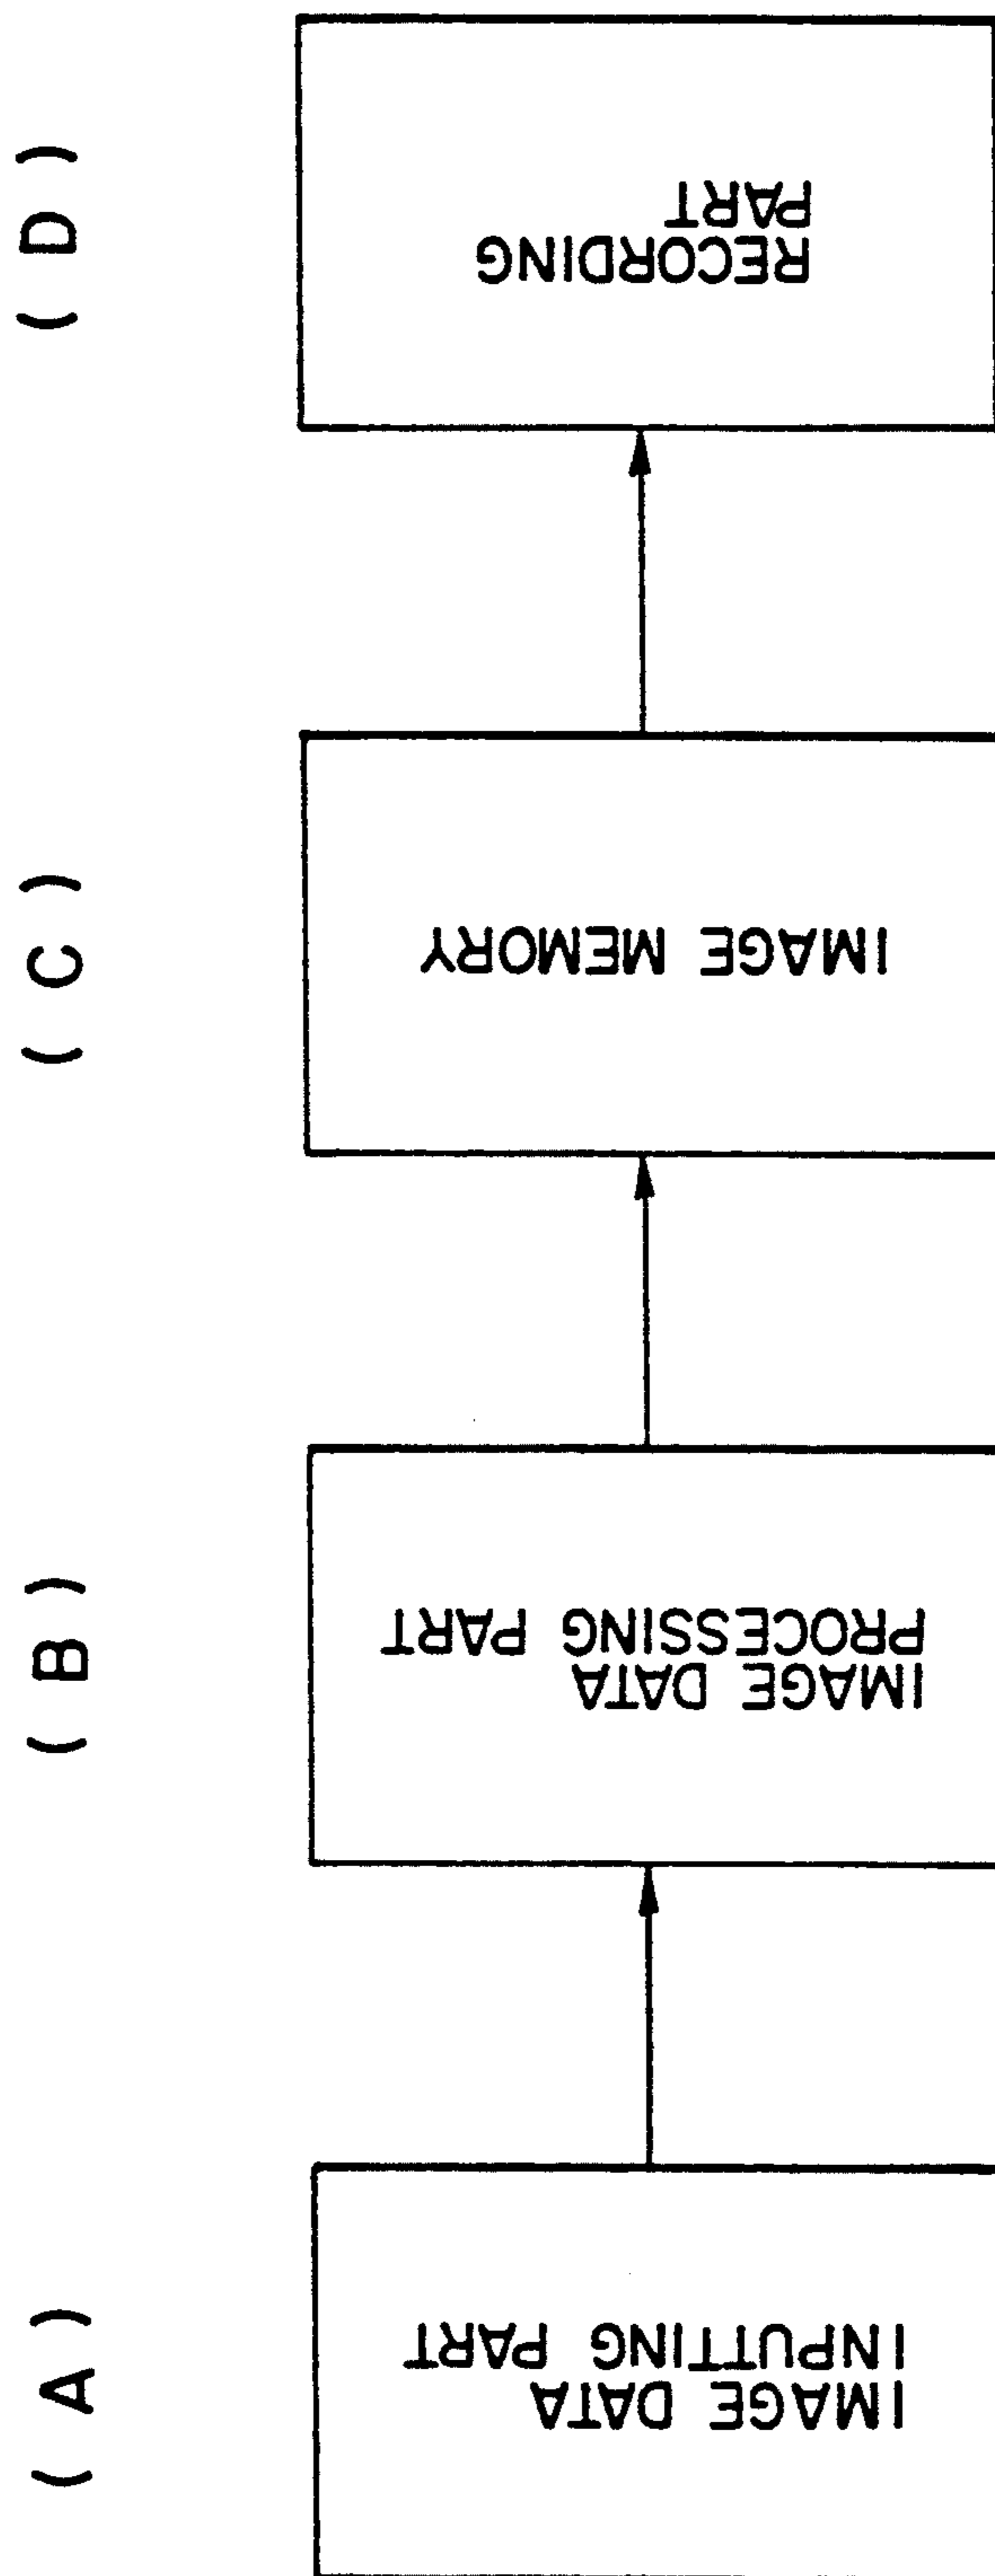 ( A )
IMAGE DATA
INPUTTING PART
( B )
IMAGE DATA
PROCESSING PART
( C )
IMAGE MEMORY
( D )
RECORDING
PART